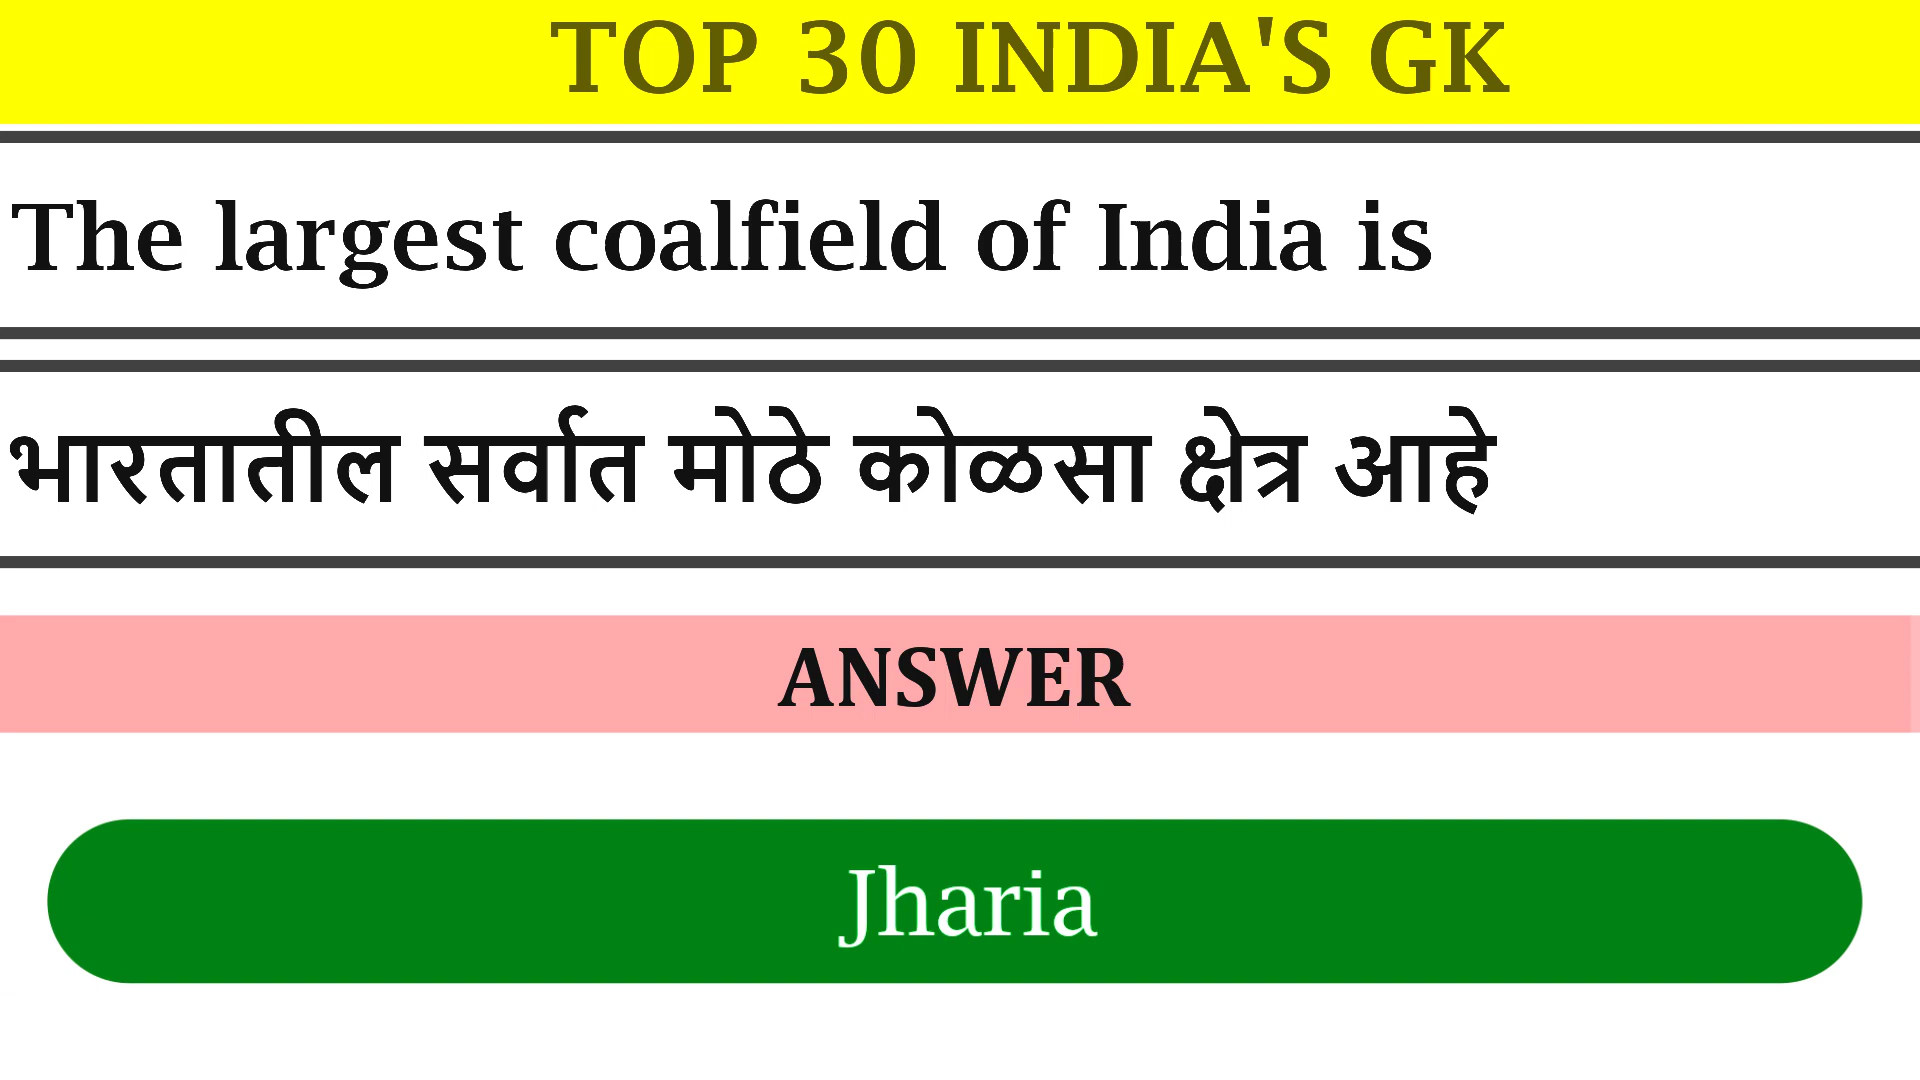 TOP 30 INDIA'S GK
The largest coalfield of India is
भारतातील सर्वात मोठे कोळसा क्षेत्र आहे
ANSWER
Jharia